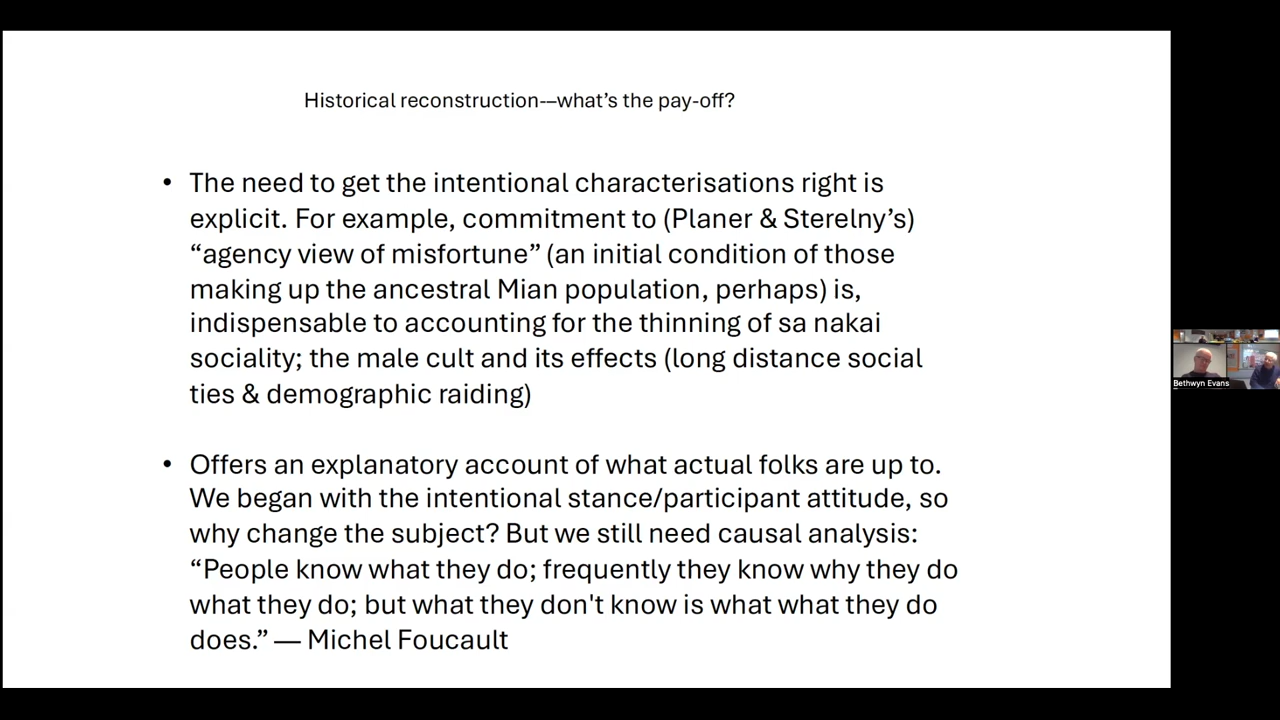 Historical reconstruction-–what’s the pay-off?
• The need to get the intentional characterisations right is
explicit. For example, commitment to (Planer & Sterelny’s)
“agency view of misfortune” (an initial condition of those
making up the ancestral Mian population, perhaps) is,
indispensable to accounting for the thinning of sa nakai
sociality; the male cult and its effects (long distance social
ties & demographic raiding)
• Offers an explanatory account of what actual folks are up to.
We began with the intentional stance/participant attitude, so
why change the subject? But we still need causal analysis:
“People know what they do; frequently they know why they do
what they do; but what they don't know is what what they do
does.” — Michel Foucault
Bethwyn Evans